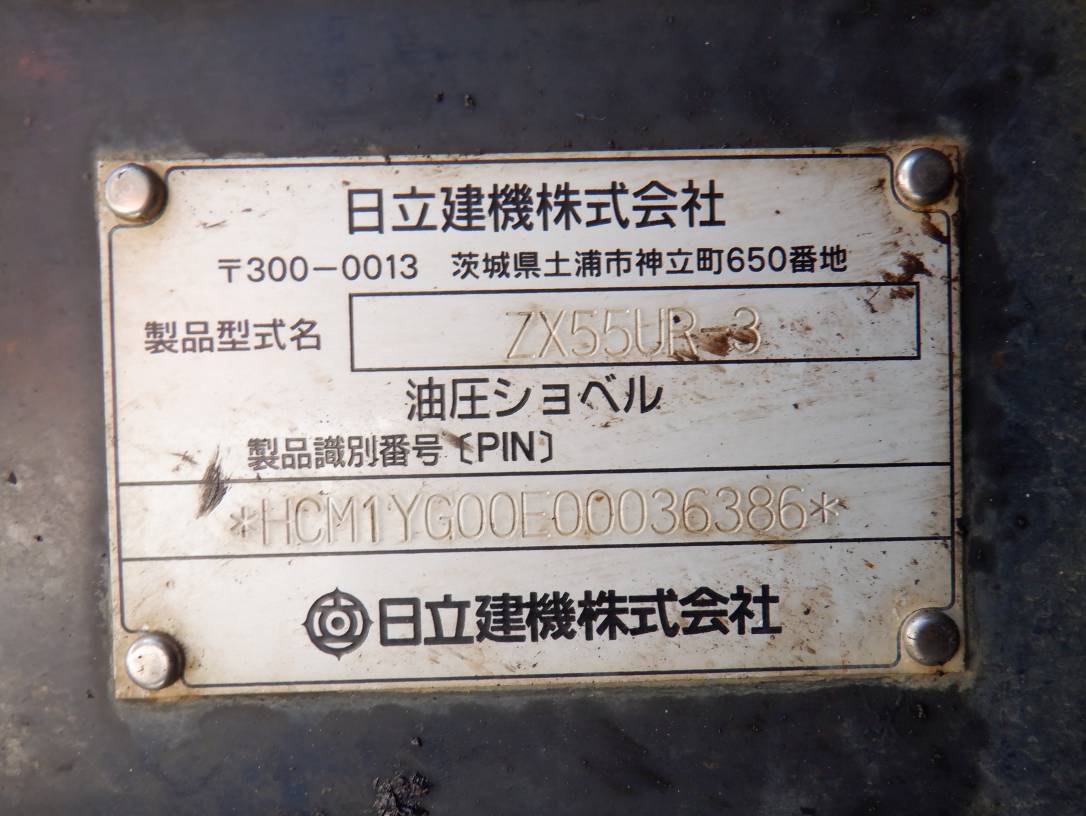 日立建機株式会社
〒300-0013 茨城県土浦市神立町650番地
製品型式名 ZX55UR-3
油圧ショベル
製品識別番号〔PIN〕
*HCM1YG00E00036386*
日立建機株式会社